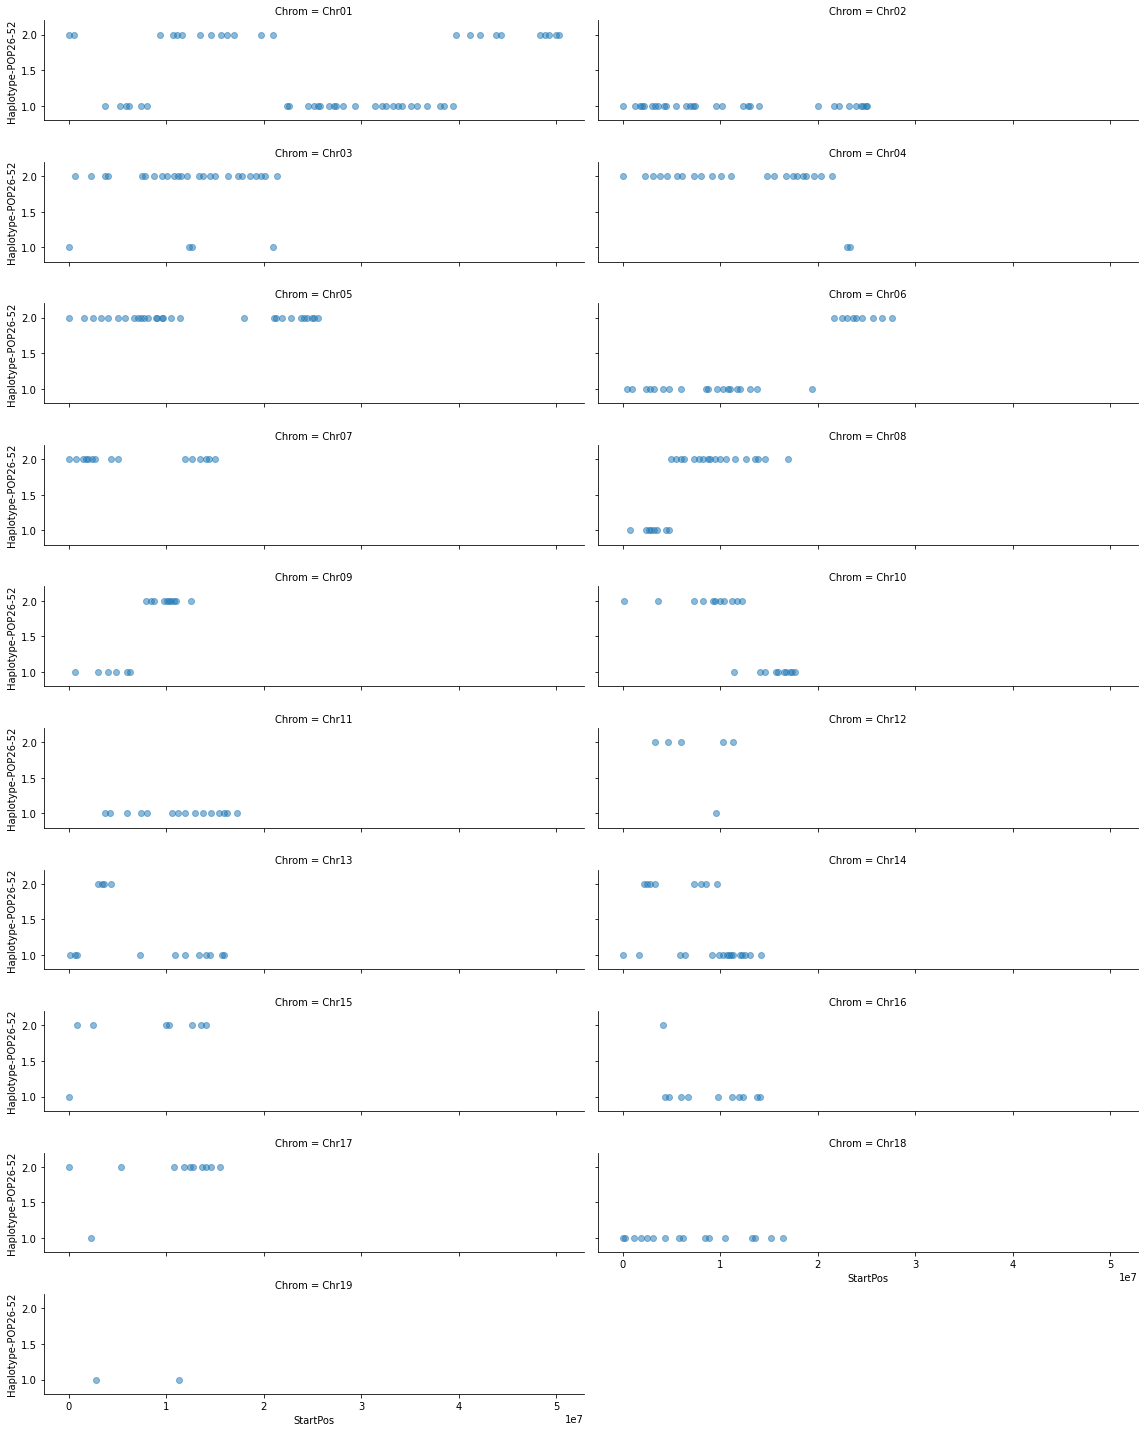 Chrom = Chr01
Chrom = Chr02
Haplotype-POP26-52
2.0
1.5
1.0
Chrom = Chr03
Chrom = Chr04
Haplotype-POP26-52
2.0
1.5
1.0
Chrom = Chr05
Chrom = Chr06
Haplotype-POP26-52
2.0
1.5
1.0
Chrom = Chr07
Chrom = Chr08
Haplotype-POP26-52
2.0
1.5
1.0
Chrom = Chr09
Chrom = Chr10
Haplotype-POP26-52
2.0
1.5
1.0
Chrom = Chr11
Chrom = Chr12
Haplotype-POP26-52
2.0
1.5
1.0
Chrom = Chr13
Chrom = Chr14
Haplotype-POP26-52
2.0
1.5
1.0
Chrom = Chr15
Chrom = Chr16
Haplotype-POP26-52
2.0
1.5
1.0
Chrom = Chr17
Chrom = Chr18
Haplotype-POP26-52
2.0
1.5
1.0
0 1 2 3 4 5
StartPos
1e7
Chrom = Chr19
Haplotype-POP26-52
2.0
1.5
1.0
0 1 2 3 4 5
StartPos
1e7